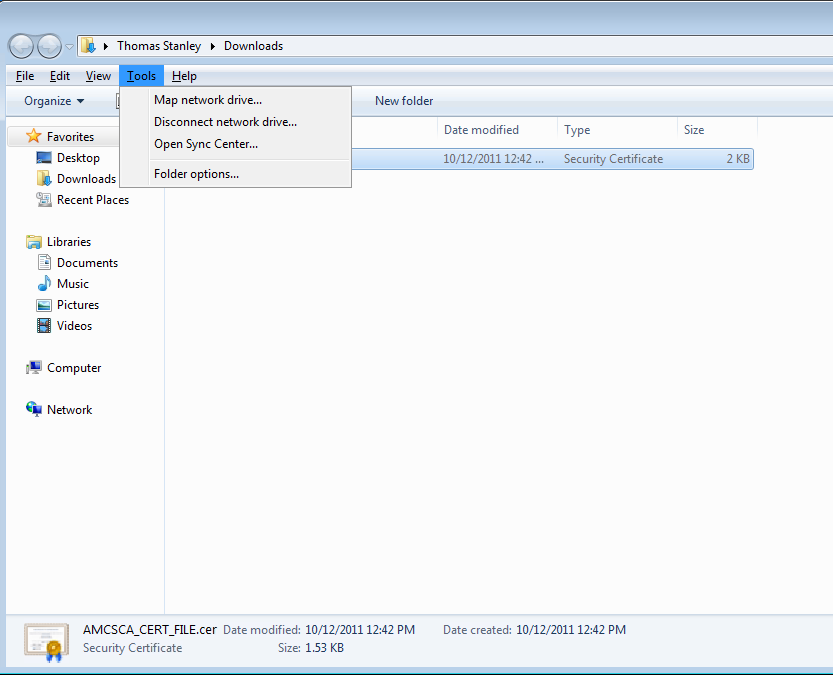 Thomas Stanley Downloads
File Edit View Tools Help
Organize New folder
Map network drive...
Disconnect network drive...
Open Sync Center...
Folder options...
Date modified Type Size
10/12/2011 12:42 ... Security Certificate 2 KB
Favorites
Desktop
Downloads
Recent Places
Libraries
Documents
Music
Pictures
Videos
Computer
Network
AMCSCA_CERT_FILE.cer Date modified: 10/12/2011 12:42 PM Date created: 10/12/2011 12:42 PM
Security Certificate Size: 1.53 KB